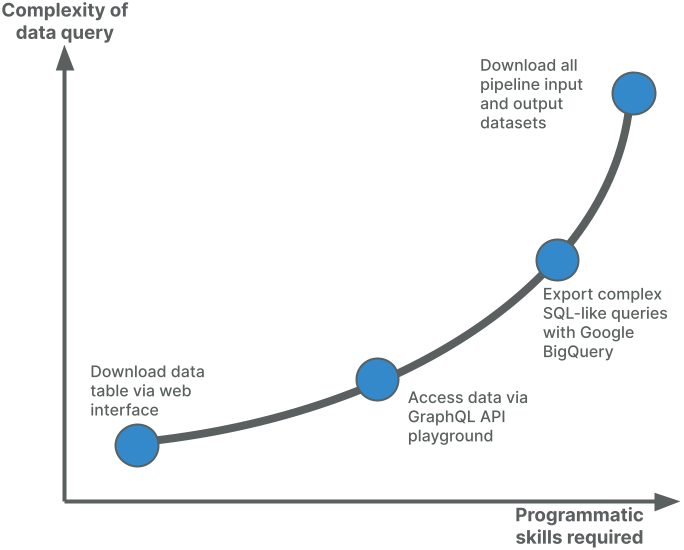 Complexity of
data query
Download all
pipeline input
and output
datasets
Export complex
SQL-like queries
with Google
BigQuery
Download data
table via web
interface
Access data via
GraphQL API
playground
Programmatic
skills required